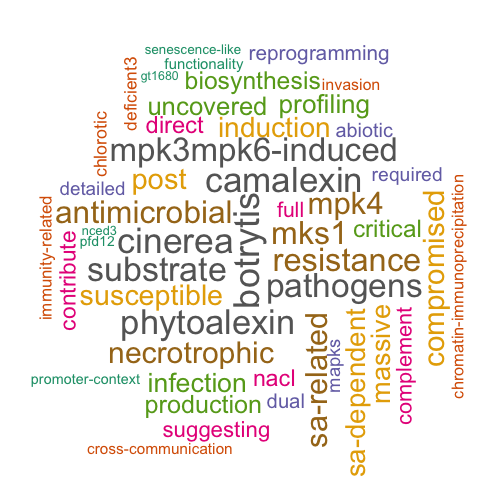 senescence-like
reprogramming
functionality
gt1680
biosynthesis
invasion
deficient3
uncovered
profiling
direct
induction
abiotic
chlorotic
mpk3mpk6-induced
detailed
post
camalexin
required
antimicrobial
full
mpk4
nced3
pfd12
cinerea
botrytis
mks1
critical
immunity-related
contribute
substrate
resistance
compromised
chromatin-immunoprecipitation
susceptible
pathogens
phytoalexin
sa-related
mapks
sa-dependent
massive
complement
necrotrophic
promoter-context
infection
nacl
production
dual
suggesting
cross-communication